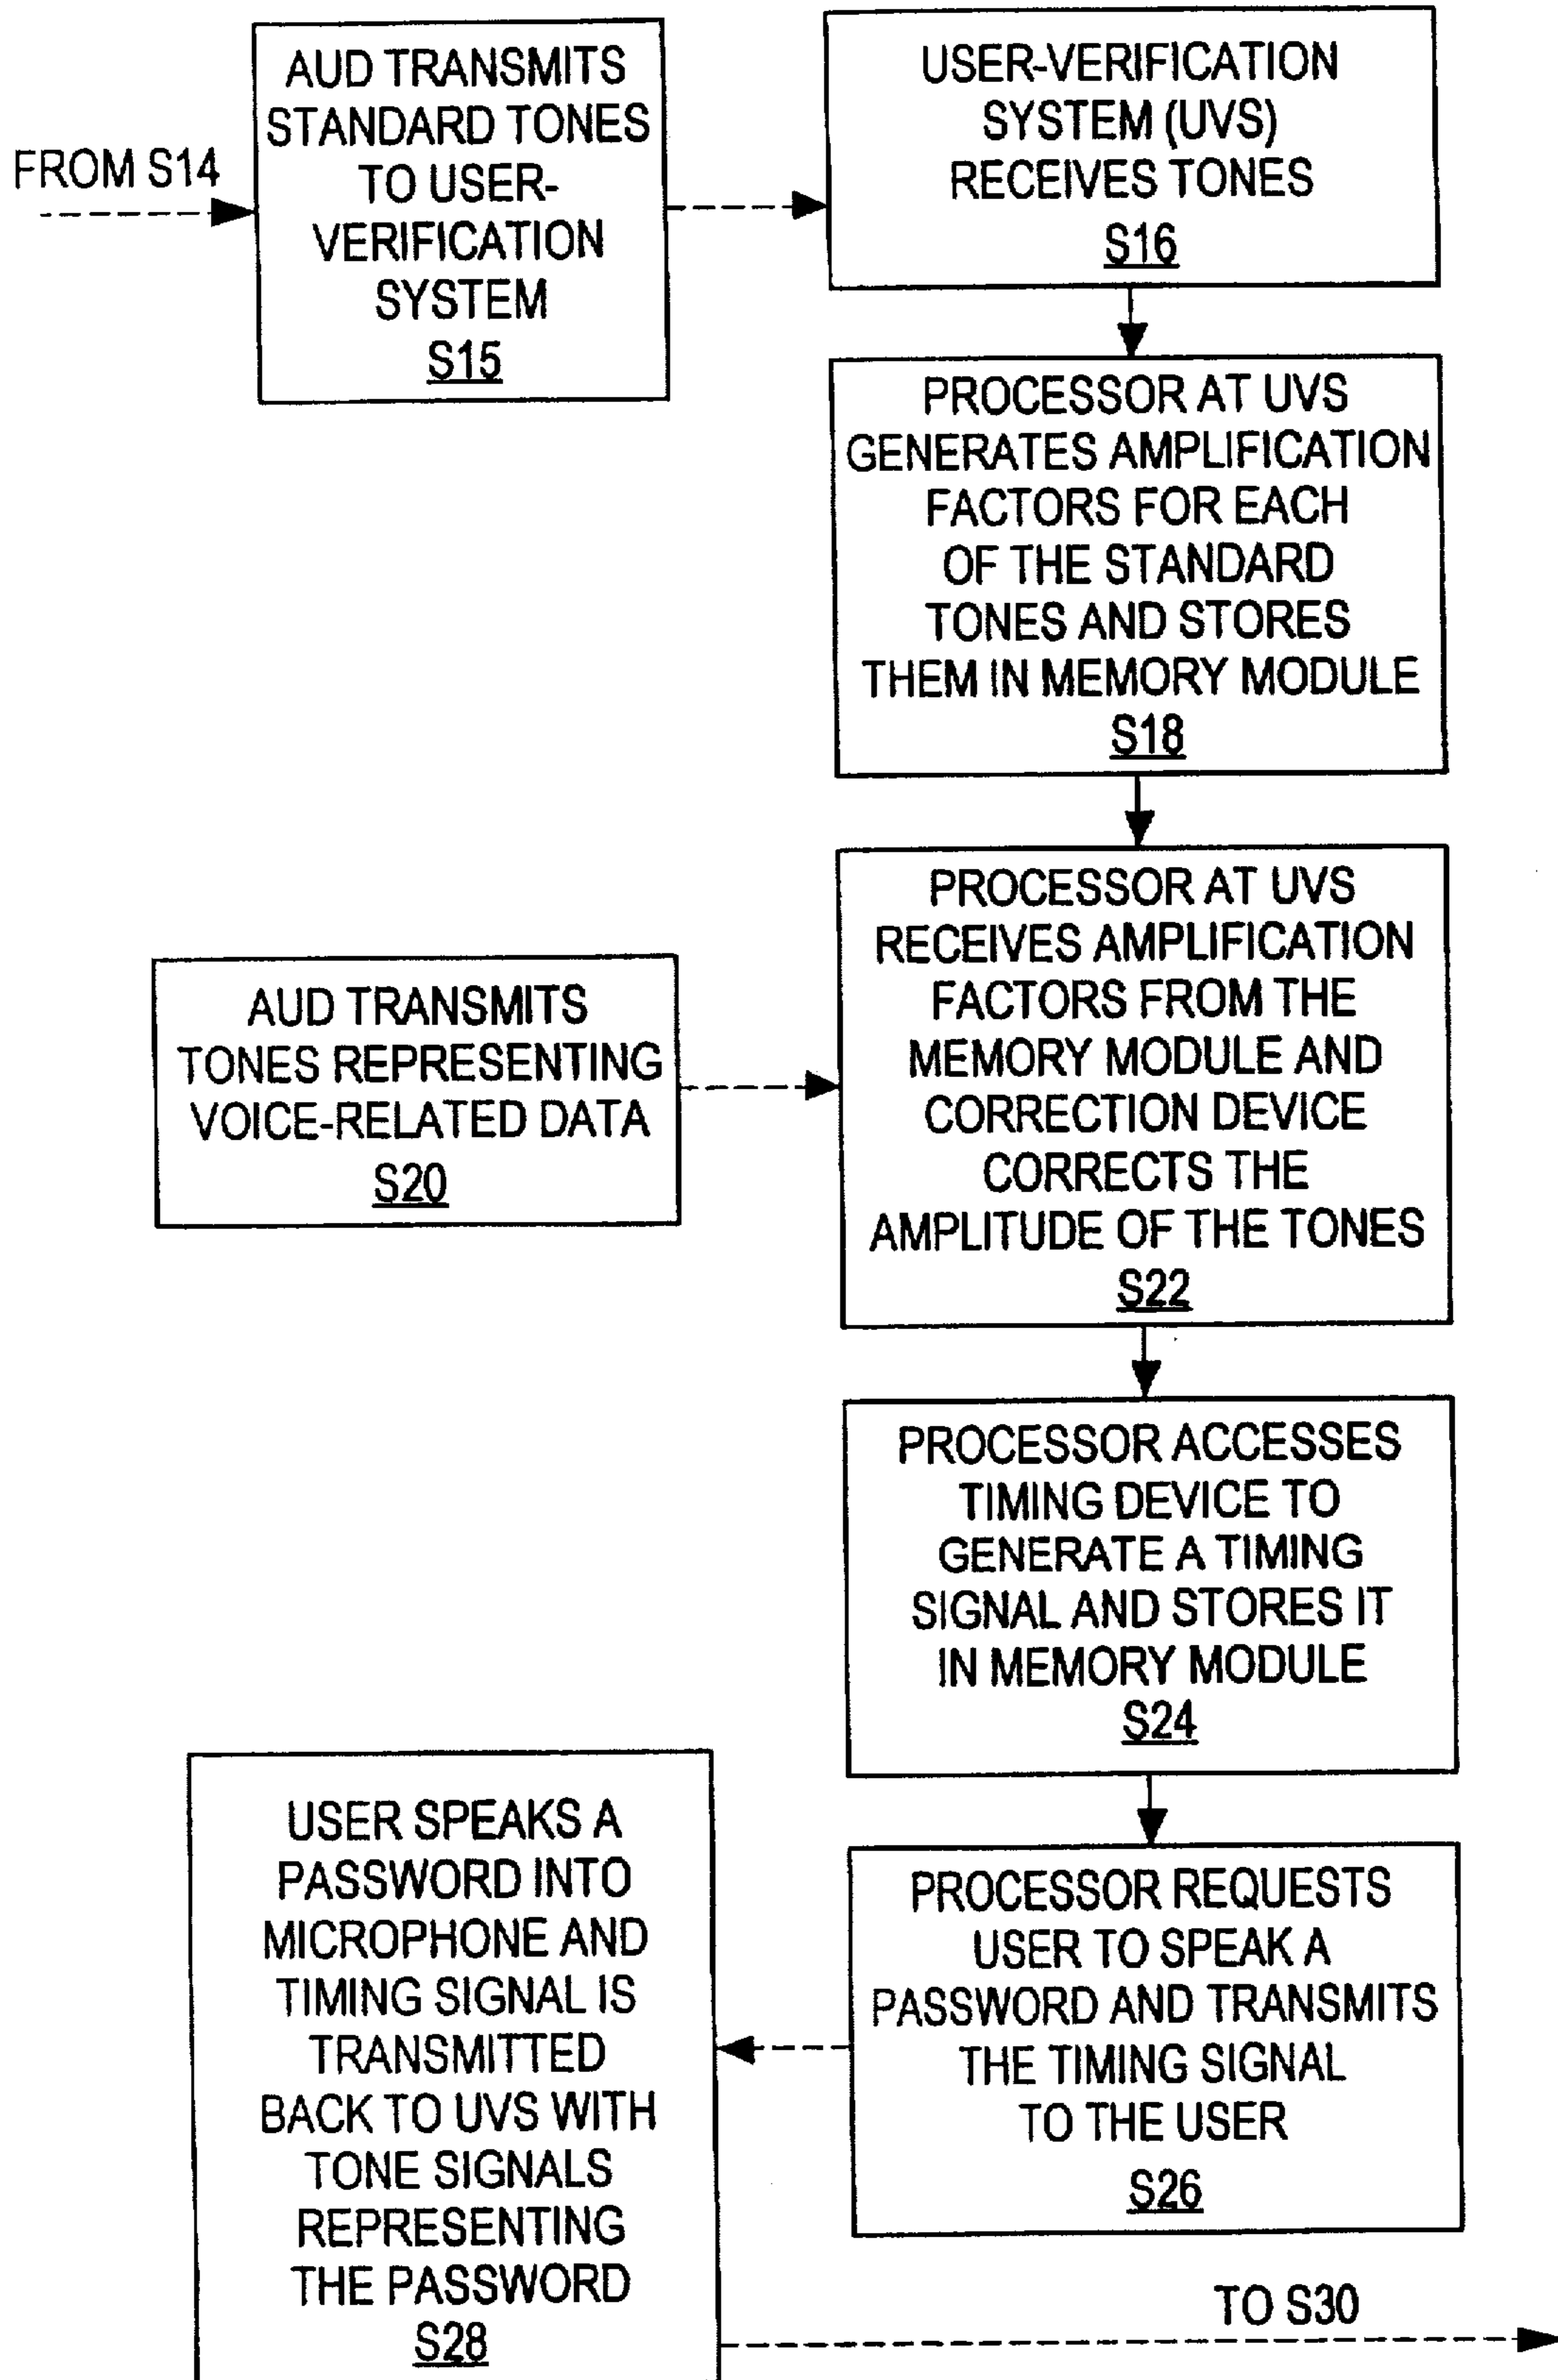 FROM S14
AUD TRANSMITS
STANDARD TONES
TO USER-
VERIFICATION
SYSTEM
S15
USER-VERIFICATION
SYSTEM (UVS)
RECEIVES TONES
S16
PROCESSOR AT UVS
GENERATES AMPLIFICATION
FACTORS FOR EACH
OF THE STANDARD
TONES AND STORES
THEM IN MEMORY MODULE
S18
AUD TRANSMITS
TONES REPRESENTING
VOICE-RELATED DATA
S20
PROCESSOR AT UVS
RECEIVES AMPLIFICATION
FACTORS FROM THE
MEMORY MODULE AND
CORRECTION DEVICE
CORRECTS THE
AMPLITUDE OF THE TONES
S22
PROCESSOR ACCESSES
TIMING DEVICE TO
GENERATE A TIMING
SIGNAL AND STORES IT
IN MEMORY MODULE
S24
PROCESSOR REQUESTS
USER TO SPEAK A
PASSWORD AND TRANSMITS
THE TIMING SIGNAL
TO THE USER
S26
USER SPEAKS A
PASSWORD INTO
MICROPHONE AND
TIMING SIGNAL IS
TRANSMITTED
BACK TO UVS WITH
TONE SIGNALS
REPRESENTING
THE PASSWORD
S28
TO S30